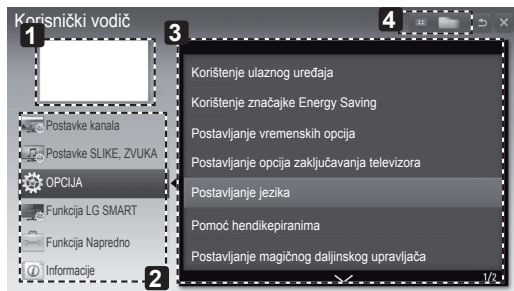 Korisnički vodič
4
1
3
Korištenje ulaznog uređaja
Korištenje značajke Energy Saving
Postavke kanala
Postavljanje vremenskih opcija
Postavke SLIKE, ZVUKA
Postavljanje opcija zaključavanja televizora
OPCIJA
Postavljanje jezika
Funkcija LG SMART
Pomoć hendikepiranima
Funkcija Napredno
Postavljanje magičnog daljinskog upravljača
Informacije
2
1/2